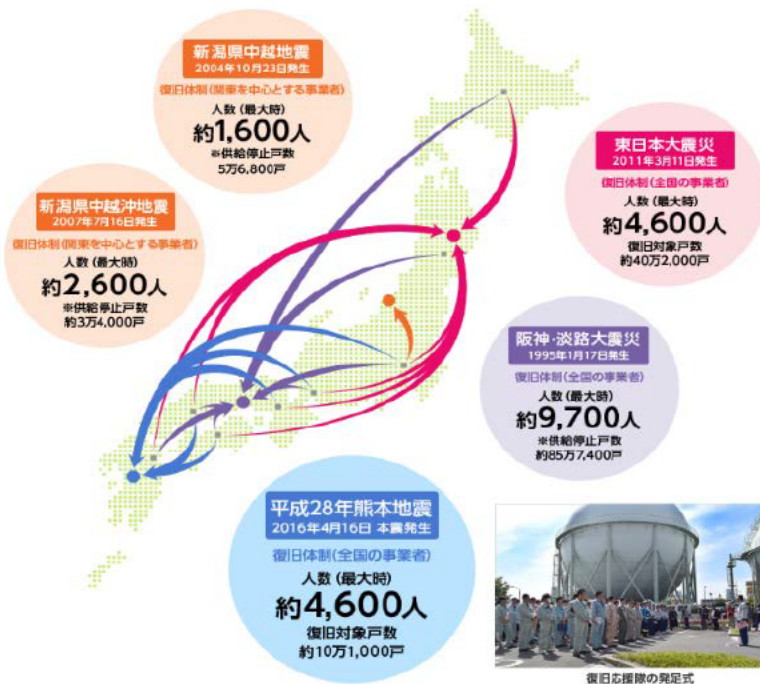 新潟県中越地震
2004年10月23日発生
復旧体制(関東を中心とする事業者)
人数(最大時)
約1,600人
※供給停止戸数
5万6,800戸
新潟県中越沖地震
2007年7月16日発生
復旧体制(関東を中心とする事業者)
人数(最大時)
約2,600人
※供給停止戸数
約3万4,000戸
東日本大震災
2011年3月11日発生
復旧体制(全国の事業者)
人数(最大時)
約4,600人
復旧対象戸数
約40万2,000戸
阪神・淡路大震災
1995年1月17日発生
復旧体制(全国の事業者)
人数(最大時)
約9,700人
※供給停止戸数
約85万7,400戸
平成28年熊本地震
2016年4月16日 本震発生
復旧体制(全国の事業者)
人数(最大時)
約4,600人
復旧対象戸数
約10万1,000戸
復旧応援隊の発足式